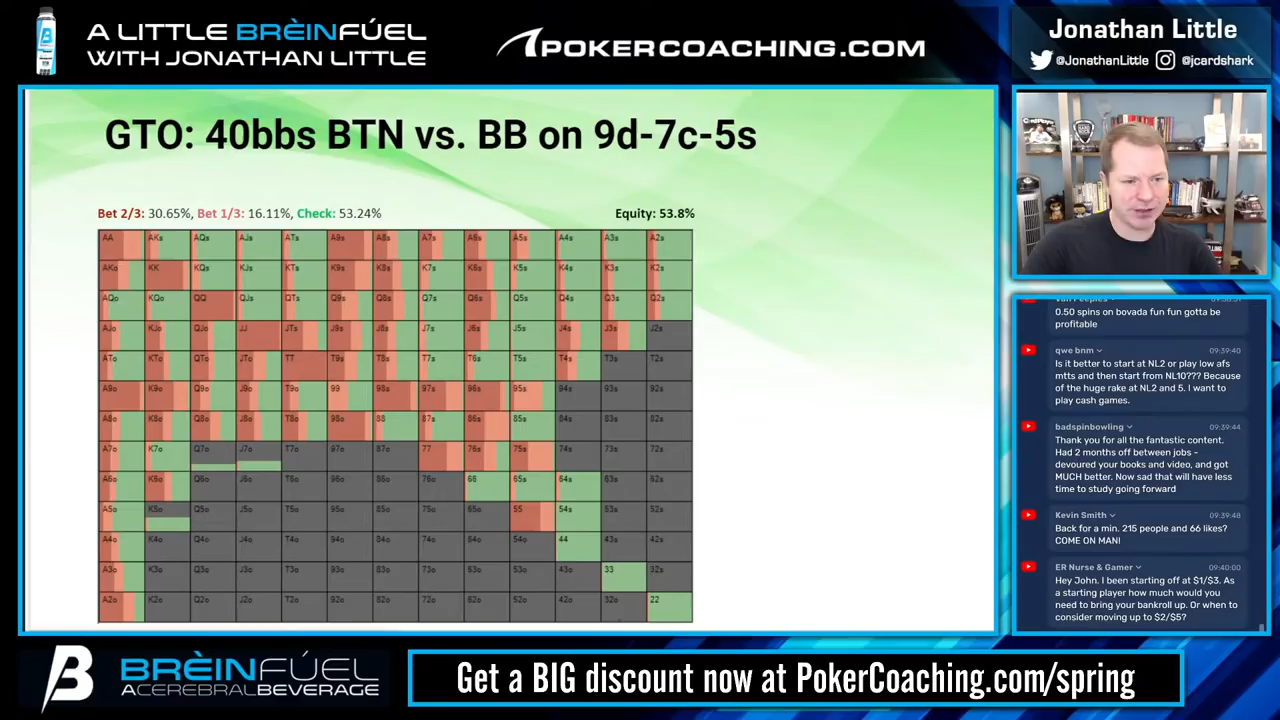 A LITTLE BRÈINFÚEL
WITH JONATHAN LITTLE
POKERCOACHING.COM
Jonathan Little
@JonathanLittle @jcardshark
GTO: 40bbs BTN vs. BB on 9d-7c-5s
Bet 2/3: 30.65%, Bet 1/3: 16.11%, Check: 53.24%
Equity: 53.8%
AA AKs AQs AJs ATs A9s A8s A7s A6s A5s A4s A3s A2s
AKo KK KQs KJs KTs K9s K8s K7s K6s K5s K4s K3s K2s
AQo KQo QQ QJs QTs Q9s Q8s Q7s Q6s Q5s Q4s Q3s Q2s
AJo KJo QJo JJ JTs J9s J8s J7s J6s J5s J4s J3s J2s
ATo KTo QTo JTo TT T9s T8s T7s T6s T5s T4s T3s T2s
A9o K9o Q9o J9o T9o 99 98s 97s 96s 95s 94s 93s 92s
A8o K8o Q8o J8o T8o 98o 88 87s 86s 85s 84s 83s 82s
A7o K7o Q7o J7o T7o 97o 87o 77 76s 75s 74s 73s 72s
A6o K6o Q6o J6o T6o 96o 86o 76o 66 65s 64s 63s 62s
A5o K5o Q5o J5o T5o 95o 85o 75o 65o 55 54s 53s 52s
A4o K4o Q4o J4o T4o 94o 84o 74o 64o 54o 44 43s 42s
A3o K3o Q3o J3o T3o 93o 83o 73o 63o 53o 43o 33 32s
A2o K2o Q2o J2o T2o 92o 82o 72o 62o 52o 42o 32o 22
0.50 spins on bovada fun fun gotta be
profitable
qwe bnm 09:39:40
Is it better to start at NL2 or play low afs
mtts and then start from NL10??? Because
of the huge rake at NL2 and 5. I want to
play cash games.
badspinbowling 09:39:44
Thank you for all the fantastic content.
Had 2 months off between jobs -
devoured your books and video, and got
MUCH better. Now sad that will have less
time to study going forward
Kevin Smith 09:39:48
Back for a min. 215 people and 66 likes?
COME ON MAN!
ER Nurse & Gamer 09:40:00
Hey John. I been starting off at $1/$3. As
a starting player how much would you
need to bring your bankroll up. Or when to
consider moving up to $2/$5?
BRÈINFÚEL
A CEREBRAL BEVERAGE
Get a BIG discount now at PokerCoaching.com/spring